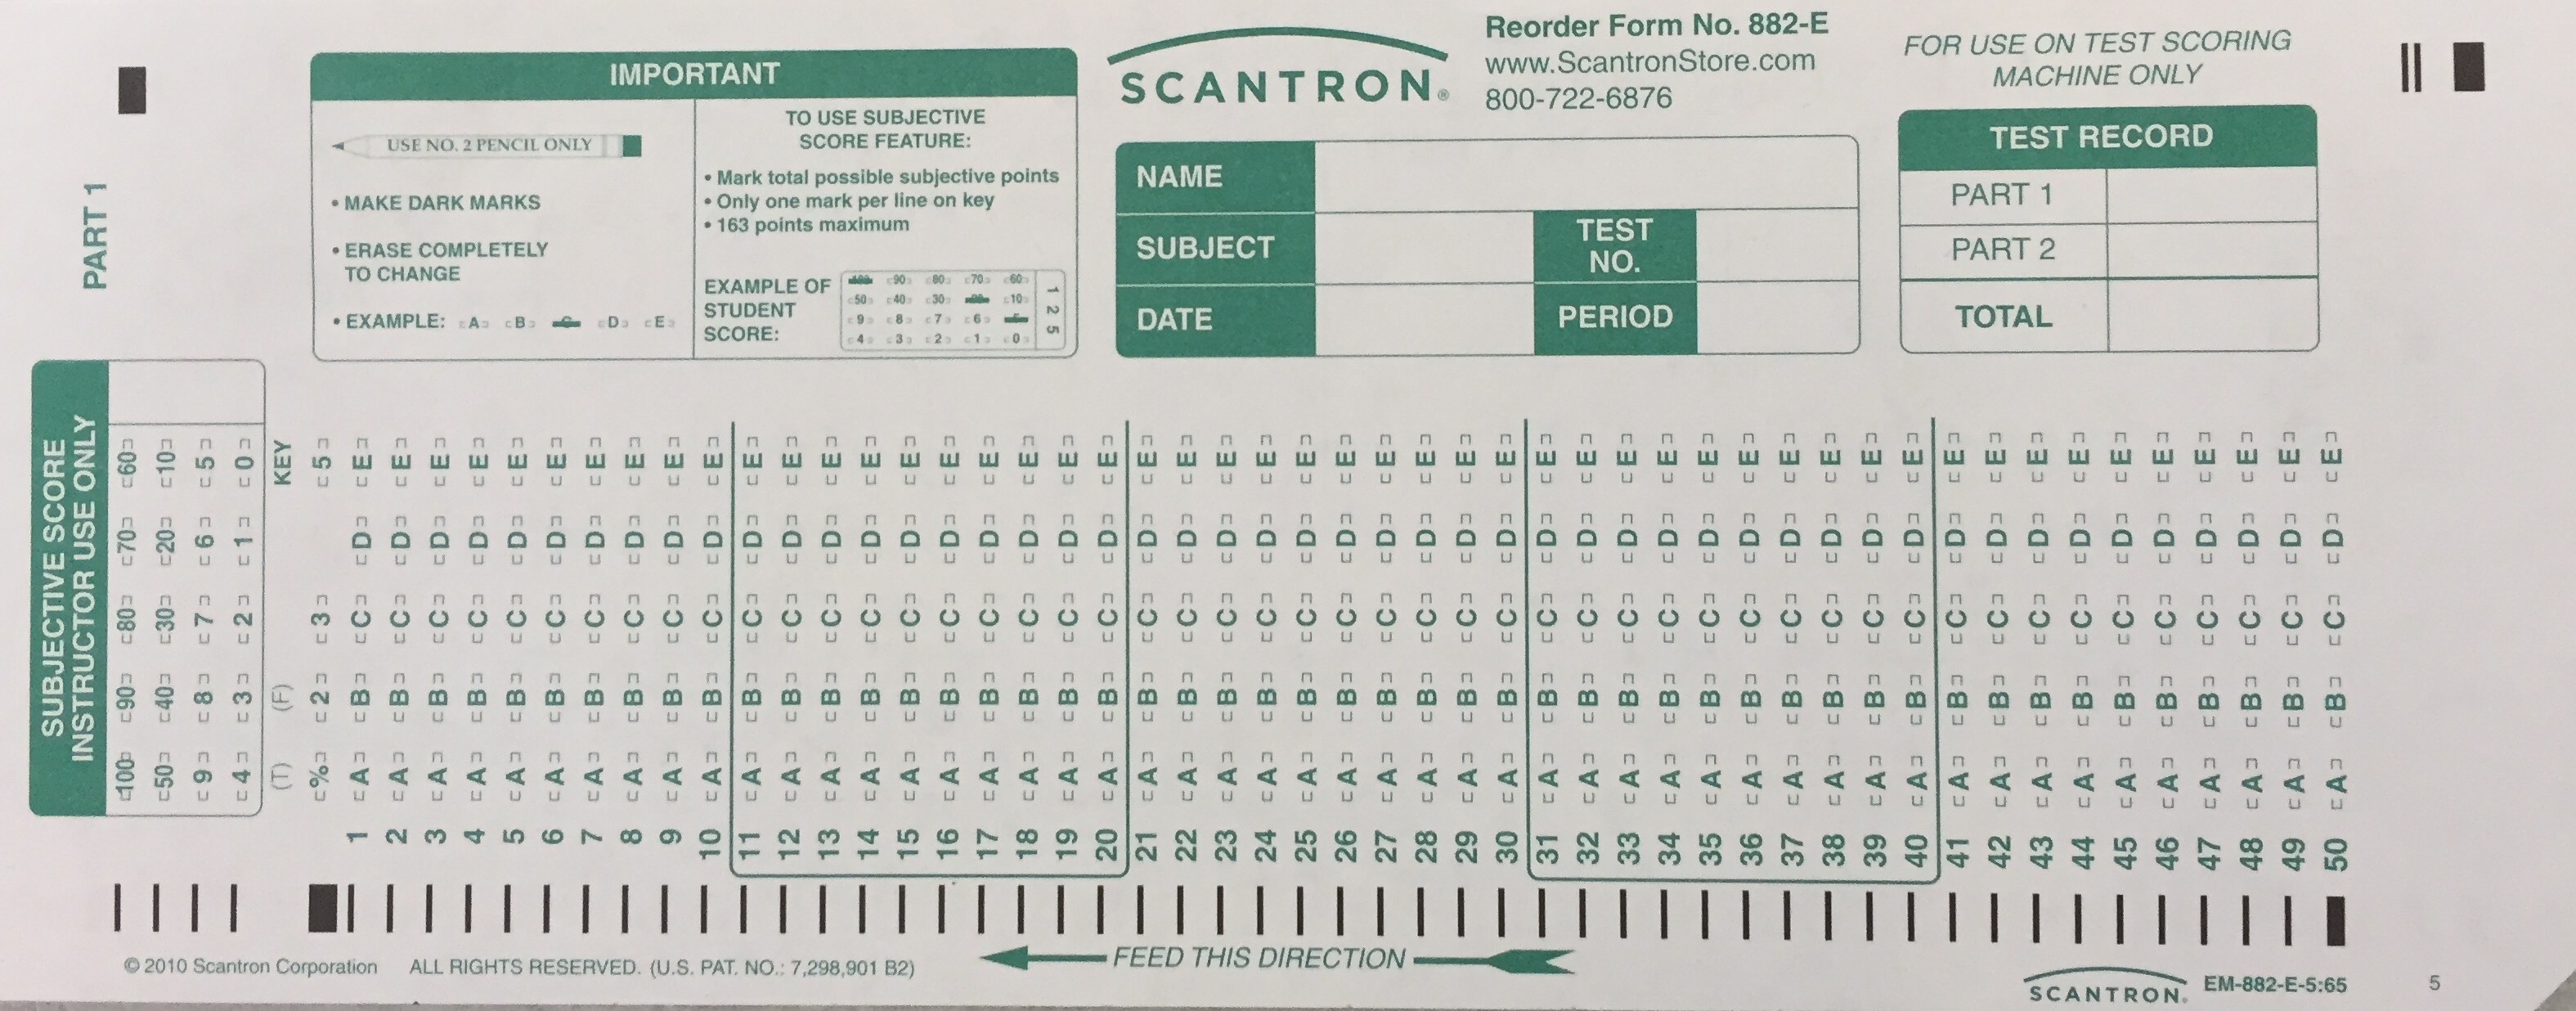 PART 1
IMPORTANT
USE NO. 2 PENCIL ONLY
• MAKE DARK MARKS
• ERASE COMPLETELY
TO CHANGE
• EXAMPLE: A B C D E
TO USE SUBJECTIVE
SCORE FEATURE:
• Mark total possible subjective points
• Only one mark per line on key
• 163 points maximum
EXAMPLE OF
STUDENT
SCORE:
90 80 70 60
50 40 30 10
9 8 7 6
4 3 2 1 0
1 2 5
SCANTRON®
Reorder Form No. 882-E
www.ScantronStore.com
800-722-6876
NAME
SUBJECT
TEST
NO.
DATE
PERIOD
FOR USE ON TEST SCORING
MACHINE ONLY
TEST RECORD
PART 1
PART 2
TOTAL
SUBJECTIVE SCORE
INSTRUCTOR USE ONLY
100 90 80 70 60
50 40 30 20 10
9 8 7 6 5
4 3 2 1 0
(T) (F) KEY
% 2 3 5
1 A B C D E
2 A B C D E
3 A B C D E
4 A B C D E
5 A B C D E
6 A B C D E
7 A B C D E
8 A B C D E
9 A B C D E
10 A B C D E
11 A B C D E
12 A B C D E
13 A B C D E
14 A B C D E
15 A B C D E
16 A B C D E
17 A B C D E
18 A B C D E
19 A B C D E
20 A B C D E
21 A B C D E
22 A B C D E
23 A B C D E
24 A B C D E
25 A B C D E
26 A B C D E
27 A B C D E
28 A B C D E
29 A B C D E
30 A B C D E
31 A B C D E
32 A B C D E
33 A B C D E
34 A B C D E
35 A B C D E
36 A B C D E
37 A B C D E
38 A B C D E
39 A B C D E
40 A B C D E
41 A B C D E
42 A B C D E
43 A B C D E
44 A B C D E
45 A B C D E
46 A B C D E
47 A B C D E
48 A B C D E
49 A B C D E
50 A B C D E
FEED THIS DIRECTION
© 2010 Scantron Corporation ALL RIGHTS RESERVED. (U.S. PAT. NO.: 7,298,901 B2)
SCANTRON® EM-882-E-5:65 5